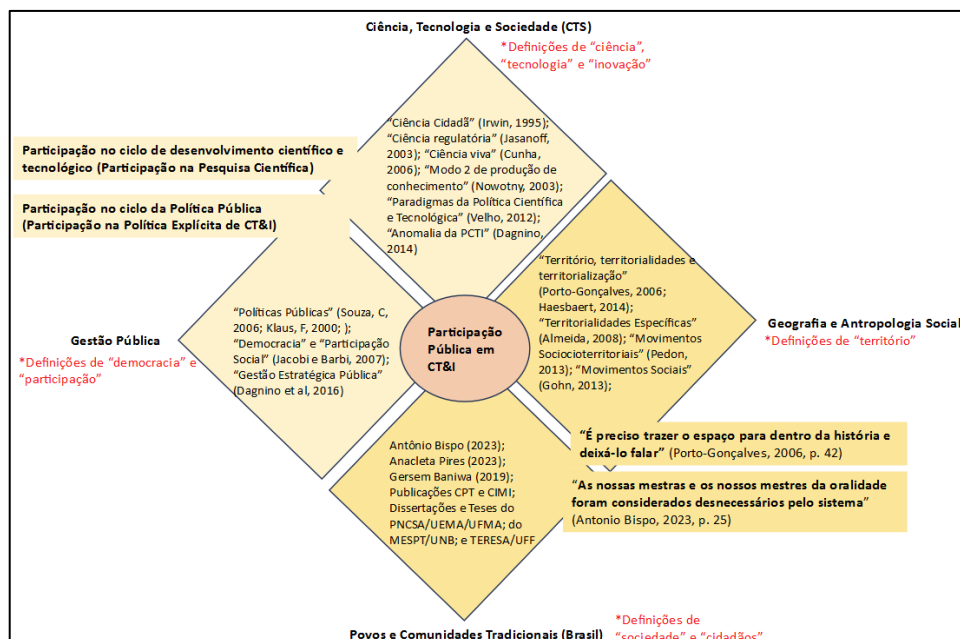 Ciência, Tecnologia e Sociedade (CTS)
*Definições de “ciência”,
“tecnologia” e “inovação”
Participação no ciclo de desenvolvimento científico e
tecnológico (Participação na Pesquisa Científica)
Participação no ciclo da Política Pública
(Participação na Política Explícita de CT&I)
“Ciência Cidadã” (Irwin, 1995);
“Ciência regulatória” (Jasanoff,
2003); “Ciência viva” (Cunha,
2006); “Modo 2 de produção de
conhecimento” (Nowotny, 2003);
“Paradigmas da Política Científica
e Tecnológica” (Velho, 2012);
“Anomalia da PCTI” (Dagnino,
2014)
“Território, territorialidades e
territorialização”
(Porto-Gonçalves, 2006;
Haesbaert, 2014);
“Territorialidades Específicas”
(Almeida, 2008); “Movimentos
Sociocioterritoriais” (Pedon,
2013); “Movimentos Sociais”
(Gohn, 2013);
Geografia e Antropologia Social
*Definições de “território”
Gestão Pública
*Definições de “democracia” e
“participação”
“Políticas Públicas” (Souza, C,
2006; Klaus, F, 2000; );
“Democracia” e “Participação
Social” (Jacobi e Barbi, 2007);
“Gestão Estratégica Pública”
(Dagnino et al, 2016)
Participação
Pública em
CT&I
“É preciso trazer o espaço para dentro da história e
deixá-lo falar” (Porto-Gonçalves, 2006, p. 42)
“As nossas mestras e os nossos mestres da oralidade
foram considerados desnecessários pelo sistema”
(Antonio Bispo, 2023, p. 25)
Antônio Bispo (2023);
Anacleta Pires (2023);
Gersem Baniwa (2019);
Publicações CPT e CIMI;
Dissertações e Teses do
PNCSA/UEMA/UFMA; do
MESPT/UNB; e TERESA/UFF
Povos e Comunidades Tradicionais (Brasil)
*Definições de
“sociedade” e “cidadãos”